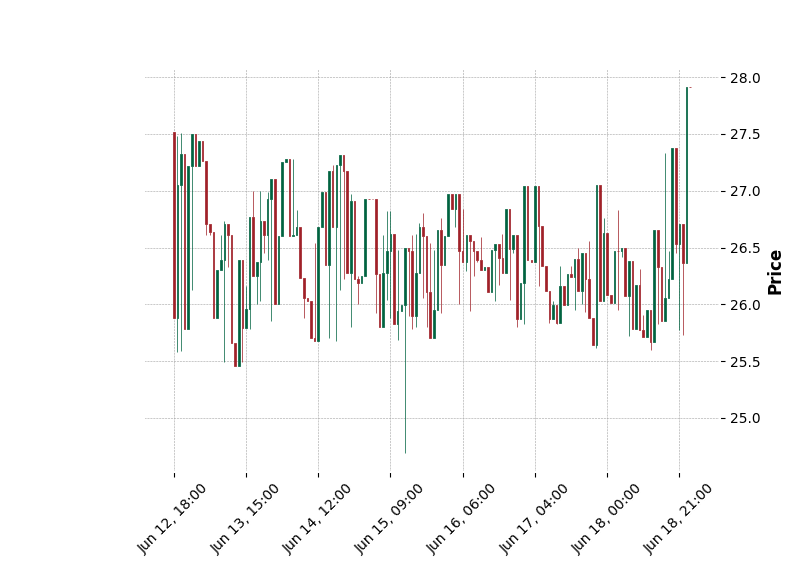 28.0
27.5
27.0
26.5
26.0
25.5
25.0
Price
Jun 12, 18:00
Jun 13, 15:00
Jun 14, 12:00
Jun 15, 09:00
Jun 16, 06:00
Jun 17, 04:00
Jun 18, 00:00
Jun 18, 21:00